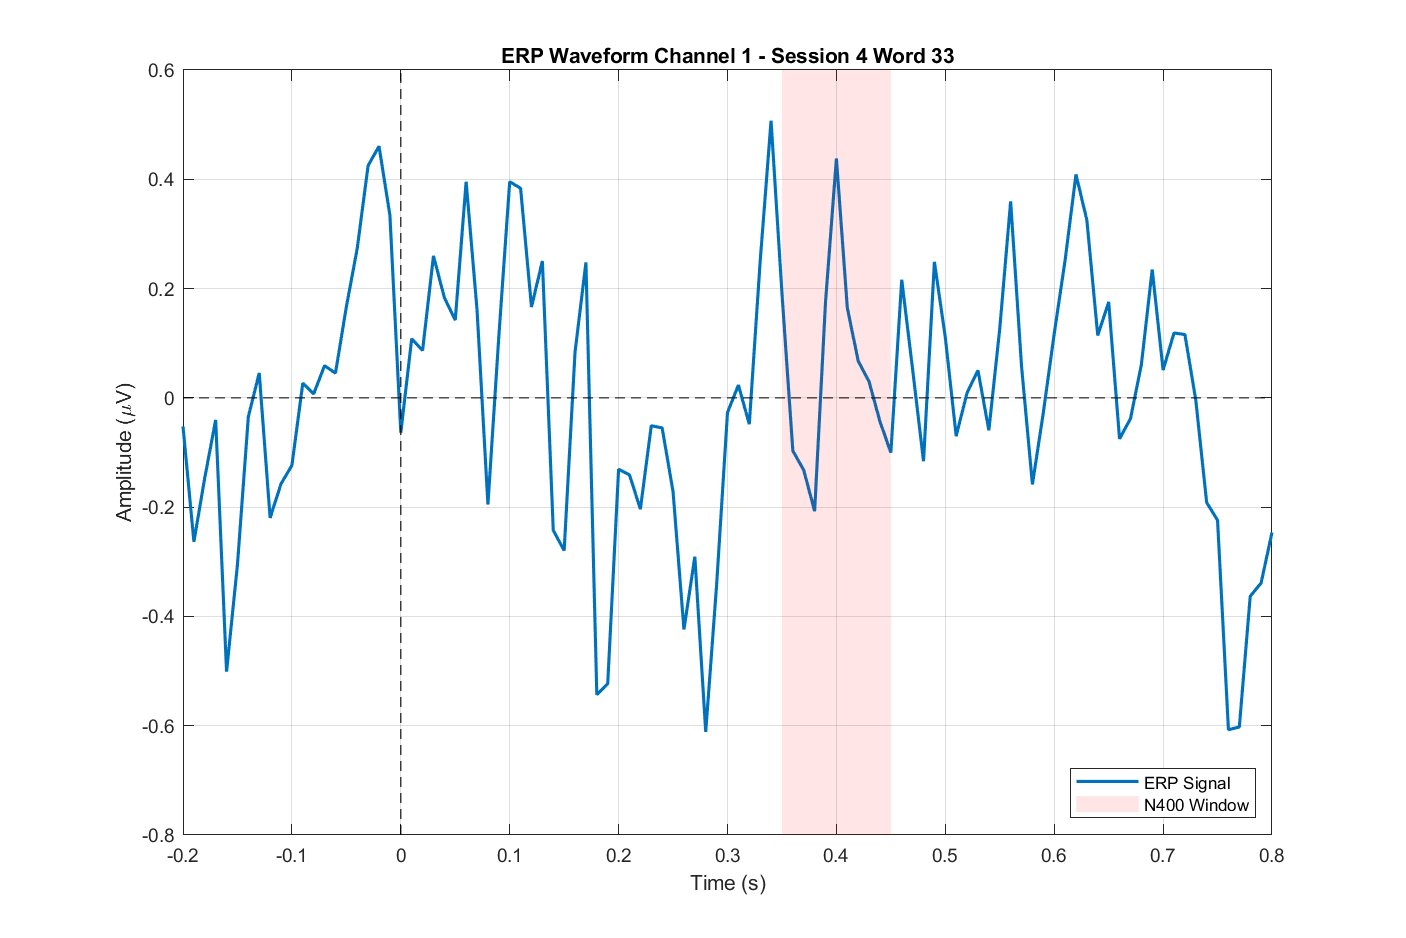 ERP Waveform Channel 1 - Session 4 Word 33
0.6
0.4
0.2
0
-0.2
-0.4
-0.6
-0.8
Amplitude (μV)
-0.2 -0.1 0 0.1 0.2 0.3 0.4 0.5 0.6 0.7 0.8
Time (s)
ERP Signal
N400 Window